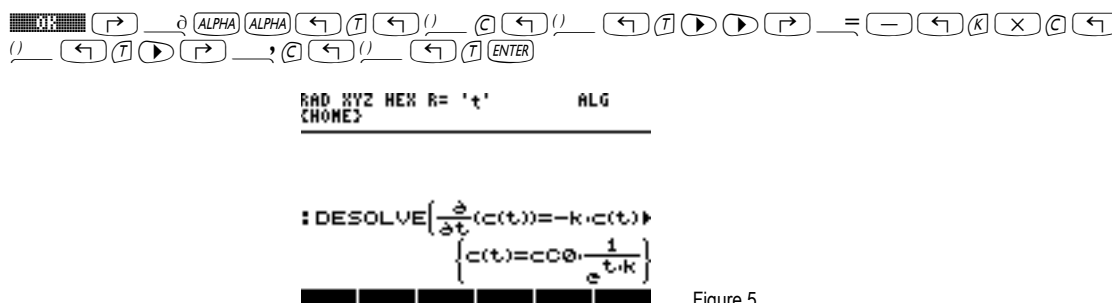 OK ↱ ∂ ALPHA ALPHA ↰ T ↰ () C ↰ () ↰ T ▶ ▶ ↱ = − ↰ K × C ↰
() ↰ T ▶ ↱ , C ↰ () ↰ T ENTER
RAD XYZ HEX R= 't' ALG
{HOME}
:DESOLVE(∂/∂t(c(t))=-k·c(t)▶
{c(t)=cC0·1/e^t·k}
Figure 5